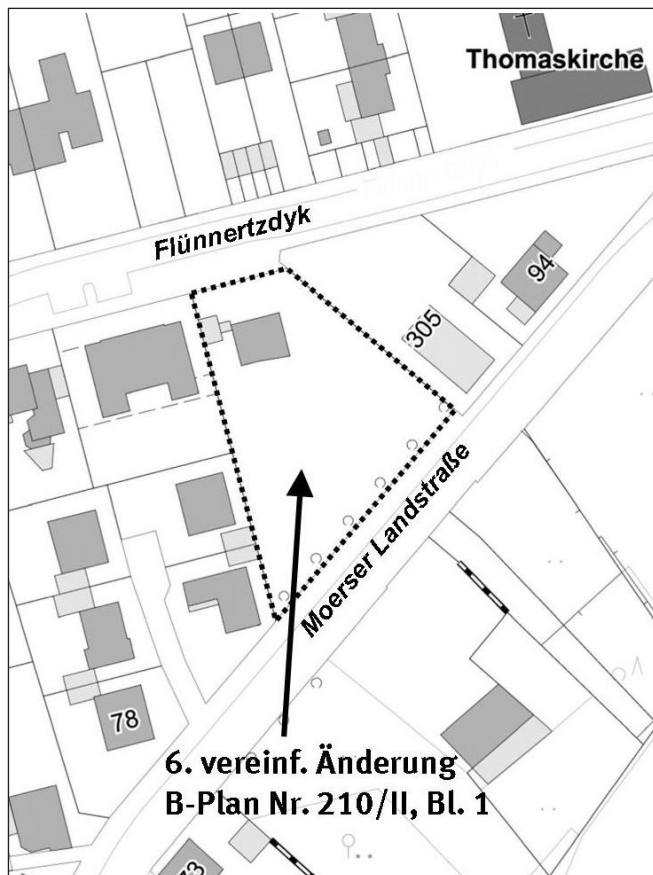 Thomaskirche
Flünnertzdyk
94
305
Moerser Landstraße
78
6. vereinf. Änderung
B-Plan Nr. 210/II, Bl. 1